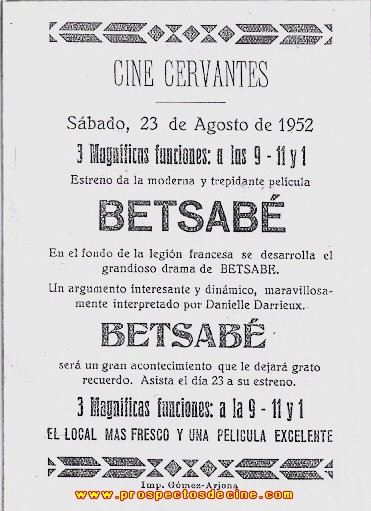 CINE CERVANTES
Sábado, 23 de Agosto de 1952
3 Magníficas funciones: a las 9 - 11 y 1
Estreno da la moderna y trepidante película
BETSABÉ
En el fondo de la legión francesa se desarrolla el
grandioso drama de BETSABE.
Un argumento interesante y dinámico, maravillosa-
mente interpretado por Danielle Darrieux.
BETSABÉ
será un gran acontecimiento que le dejará grato
recuerdo. Asista el día 23 a su estreno.
3 Magníficas funciones: a la 9 - 11 y 1
EL LOCAL MAS FRESCO Y UNA PELICULA EXCELENTE
Imp. Gómez-Arjona
www.prospectosdecine.com